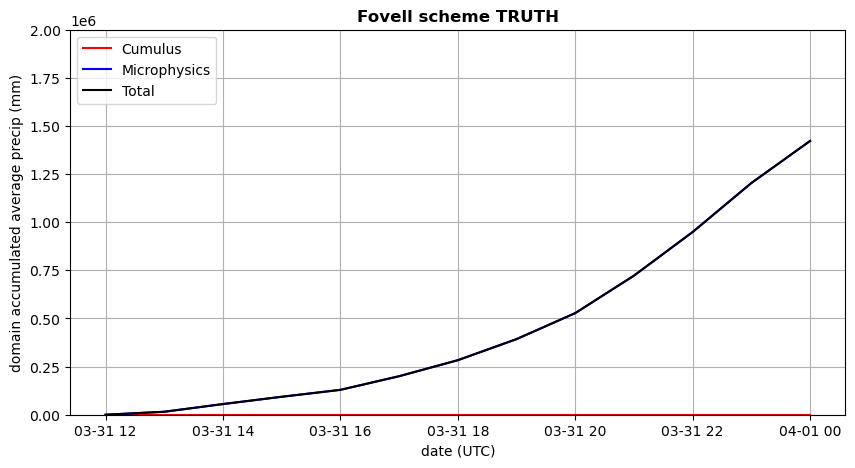 Fovell scheme TRUTH
1e6
2.00
1.75
1.50
1.25
1.00
0.75
0.50
0.25
0.00
domain accumulated average precip (mm)
Cumulus
Microphysics
Total
03-31 12
03-31 14
03-31 16
03-31 18
03-31 20
03-31 22
04-01 00
date (UTC)